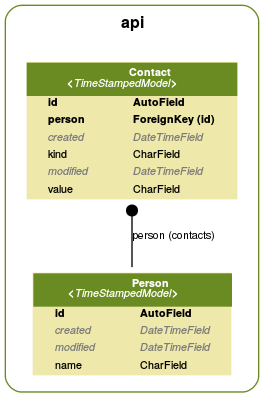 api
Contact
<TimeStampedModel>
id AutoField
person ForeignKey (id)
created DateTimeField
kind CharField
modified DateTimeField
value CharField
person (contacts)
Person
<TimeStampedModel>
id AutoField
created DateTimeField
modified DateTimeField
name CharField